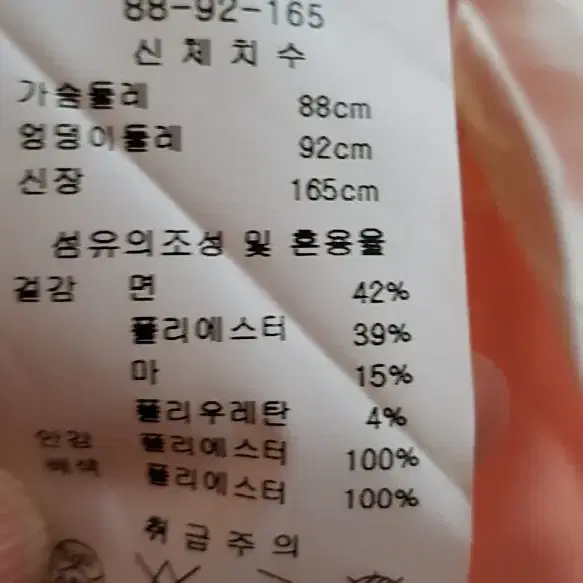 88-92-165
신체치수
가슴둘레 88cm
엉덩이둘레 92cm
신장 165cm
섬유의조성 및 혼용율
겉감 면 42%
폴리에스터 39%
마 15%
폴리우레탄 4%
안감 폴리에스터 100%
배색 폴리에스터 100%
취급주의